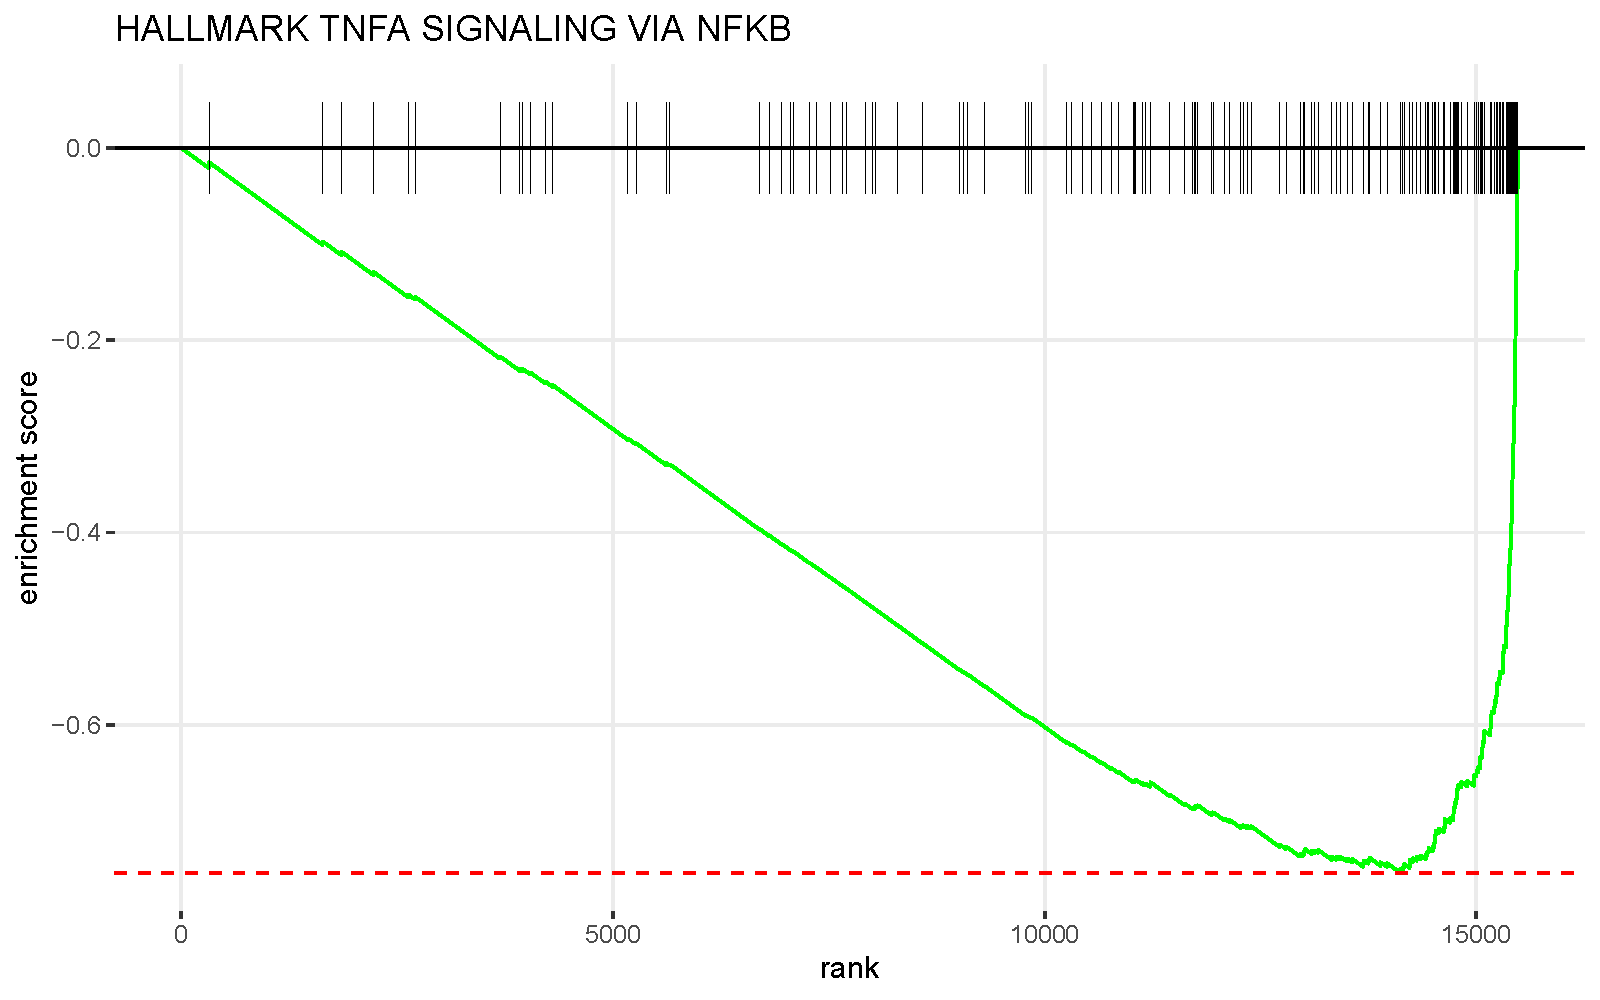 HALLMARK TNFA SIGNALING VIA NFKB
0.0
−0.2
−0.4
−0.6
enrichment score
0 5000 10000 15000
rank